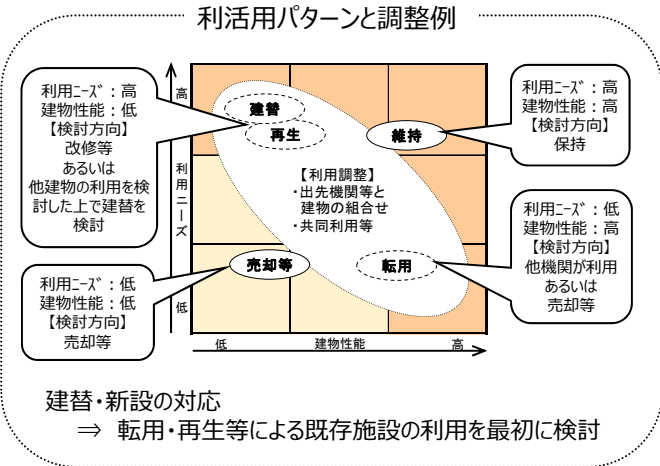 利活用パターンと調整例
利用ニーズ：高
建物性能：低
【検討方向】
改修等
あるいは
他建物の利用を検
討した上で建替を
検討
利用ニーズ：低
建物性能：低
【検討方向】
売却等
高
利用ニーズ
低
建替
再生
維持
【利用調整】
・出先機関等と
建物の組合せ
・共同利用等
売却等
転用
低
建物性能
高
利用ニーズ：高
建物性能：高
【検討方向】
保持
利用ニーズ：低
建物性能：高
【検討方向】
他機関が利用
あるいは
売却等
建替・新設の対応
⇒ 転用・再生等による既存施設の利用を最初に検討